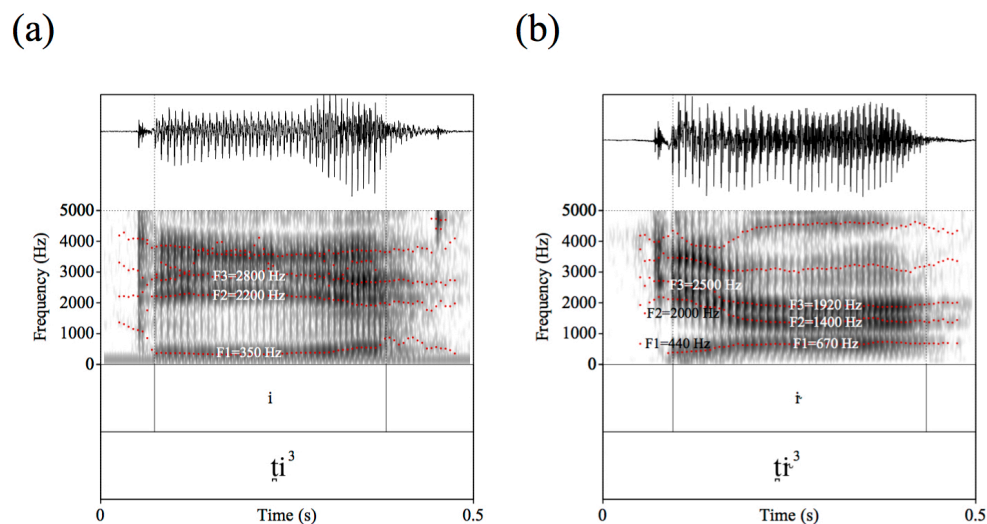 (a)
5000
4000
3000
2000
1000
0
Frequency (Hz)
F3=2800 Hz
F2=2200 Hz
F1=350 Hz
i
t̪i³
0
Time (s)
0.5
(b)
5000
4000
3000
2000
1000
0
Frequency (Hz)
F3=2500 Hz
F2=2000 Hz
F1=440 Hz
F3=1920 Hz
F2=1400 Hz
F1=670 Hz
i˞
t̪i˞³
0
Time (s)
0.5